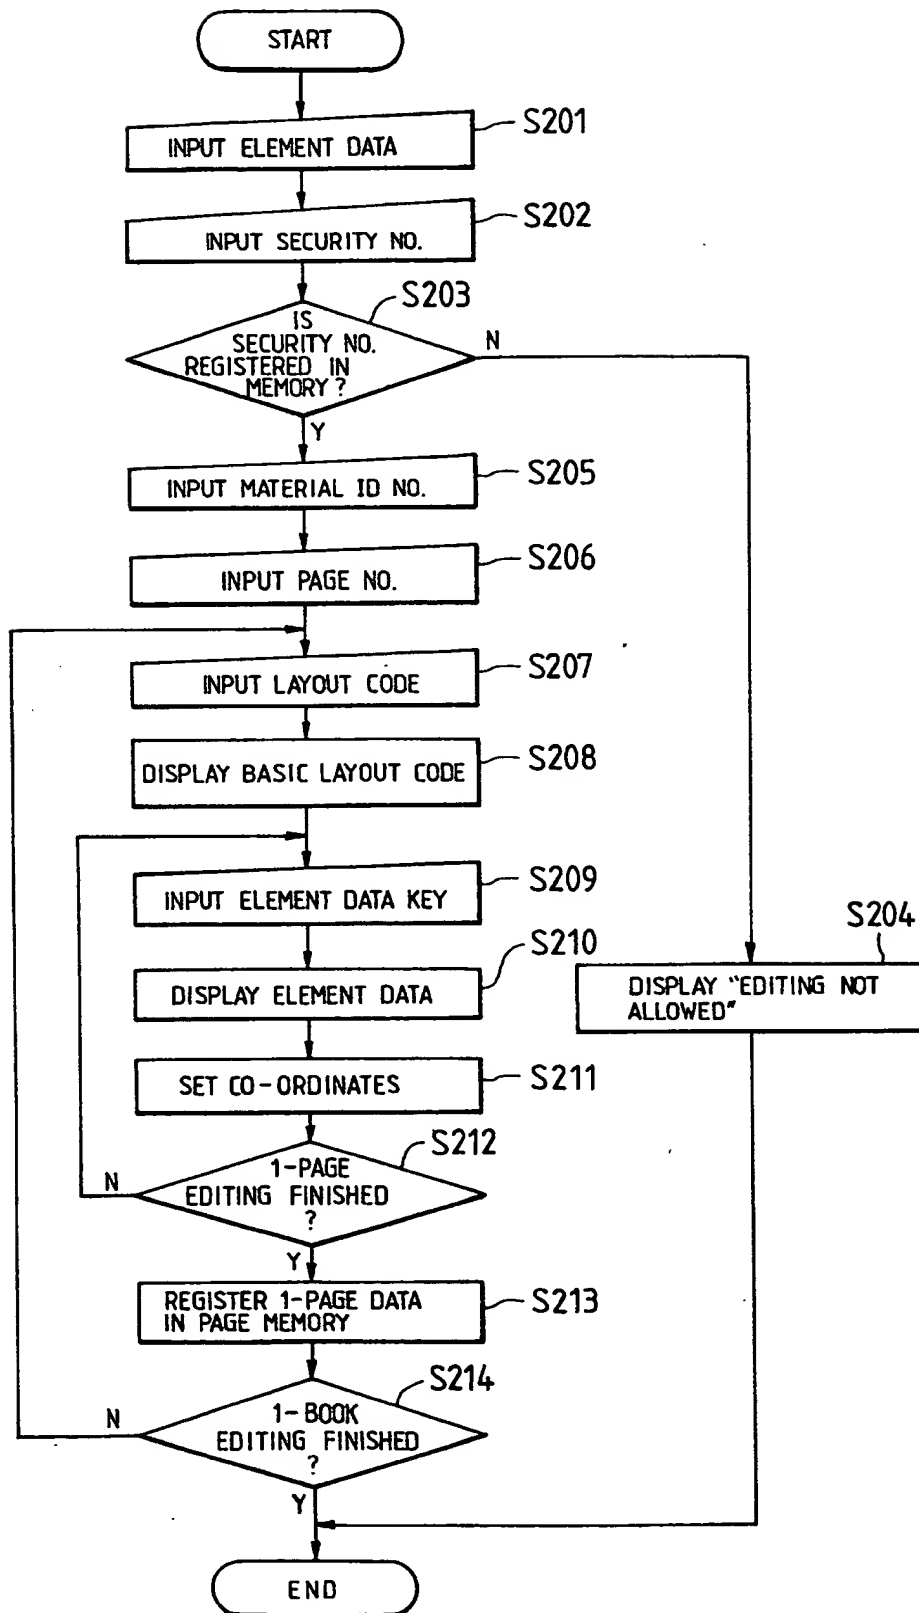 START
S201
INPUT ELEMENT DATA
S202
INPUT SECURITY NO.
S203
IS
SECURITY NO.
REGISTERED IN
MEMORY?
N
Y
S205
INPUT MATERIAL ID NO.
S206
INPUT PAGE NO.
S207
INPUT LAYOUT CODE
S208
DISPLAY BASIC LAYOUT CODE
S209
INPUT ELEMENT DATA KEY
S210
DISPLAY ELEMENT DATA
S204
DISPLAY "EDITING NOT
ALLOWED"
S211
SET CO-ORDINATES
S212
1-PAGE
EDITING FINISHED
?
N
Y
S213
REGISTER 1-PAGE DATA
IN PAGE MEMORY
S214
1-BOOK
EDITING FINISHED
?
N
Y
END